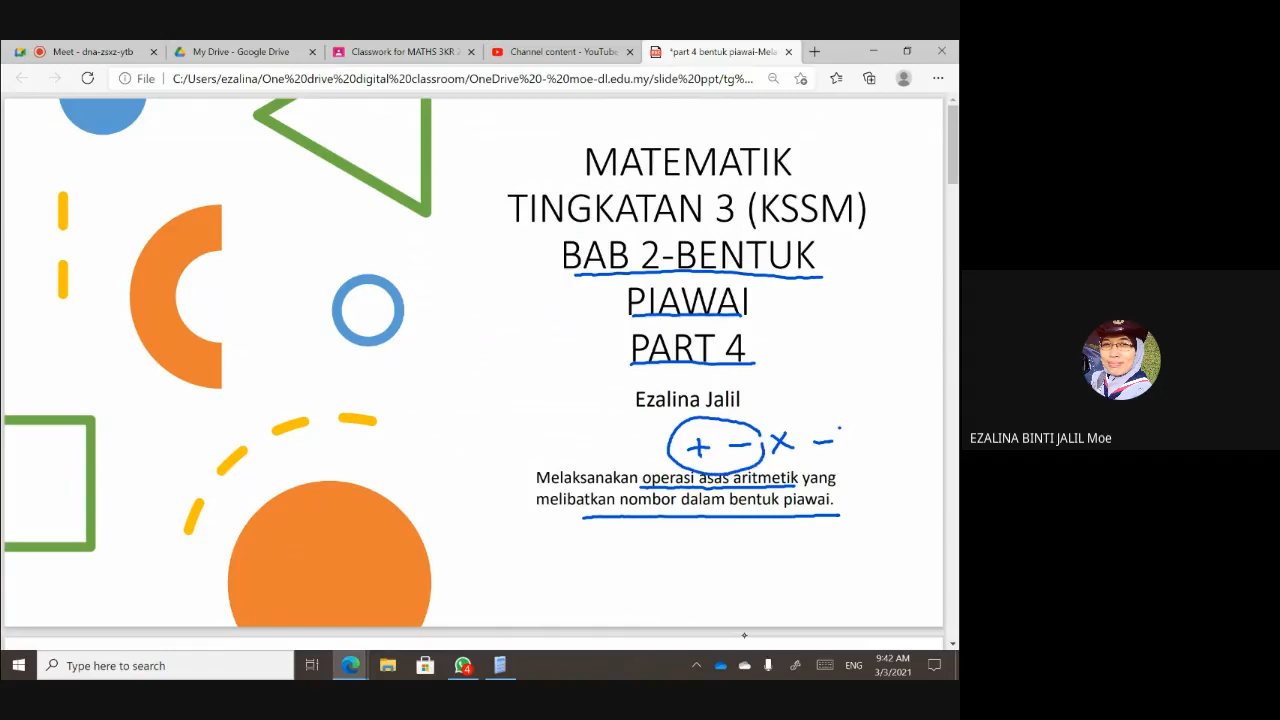 Meet - dna-zsxz-ytb
My Drive - Google Drive
Classwork for MATHS 3KR 2
Channel content - YouTube
*part 4 bentuk piawai-Mela
File
C:/Users/ezalina/One%20drive%20digital%20classroom/OneDrive%20-%20moe-dl.edu.my/slide%20ppt/tg%...
MATEMATIK
TINGKATAN 3 (KSSM)
BAB 2-BENTUK
PIAWAI
PART 4
Ezalina Jalil
+ - x -
Melaksanakan operasi asas aritmetik yang
melibatkan nombor dalam bentuk piawai.
EZALINA BINTI JALIL Moe
Type here to search
4
ENG
9:42 AM
3/3/2021